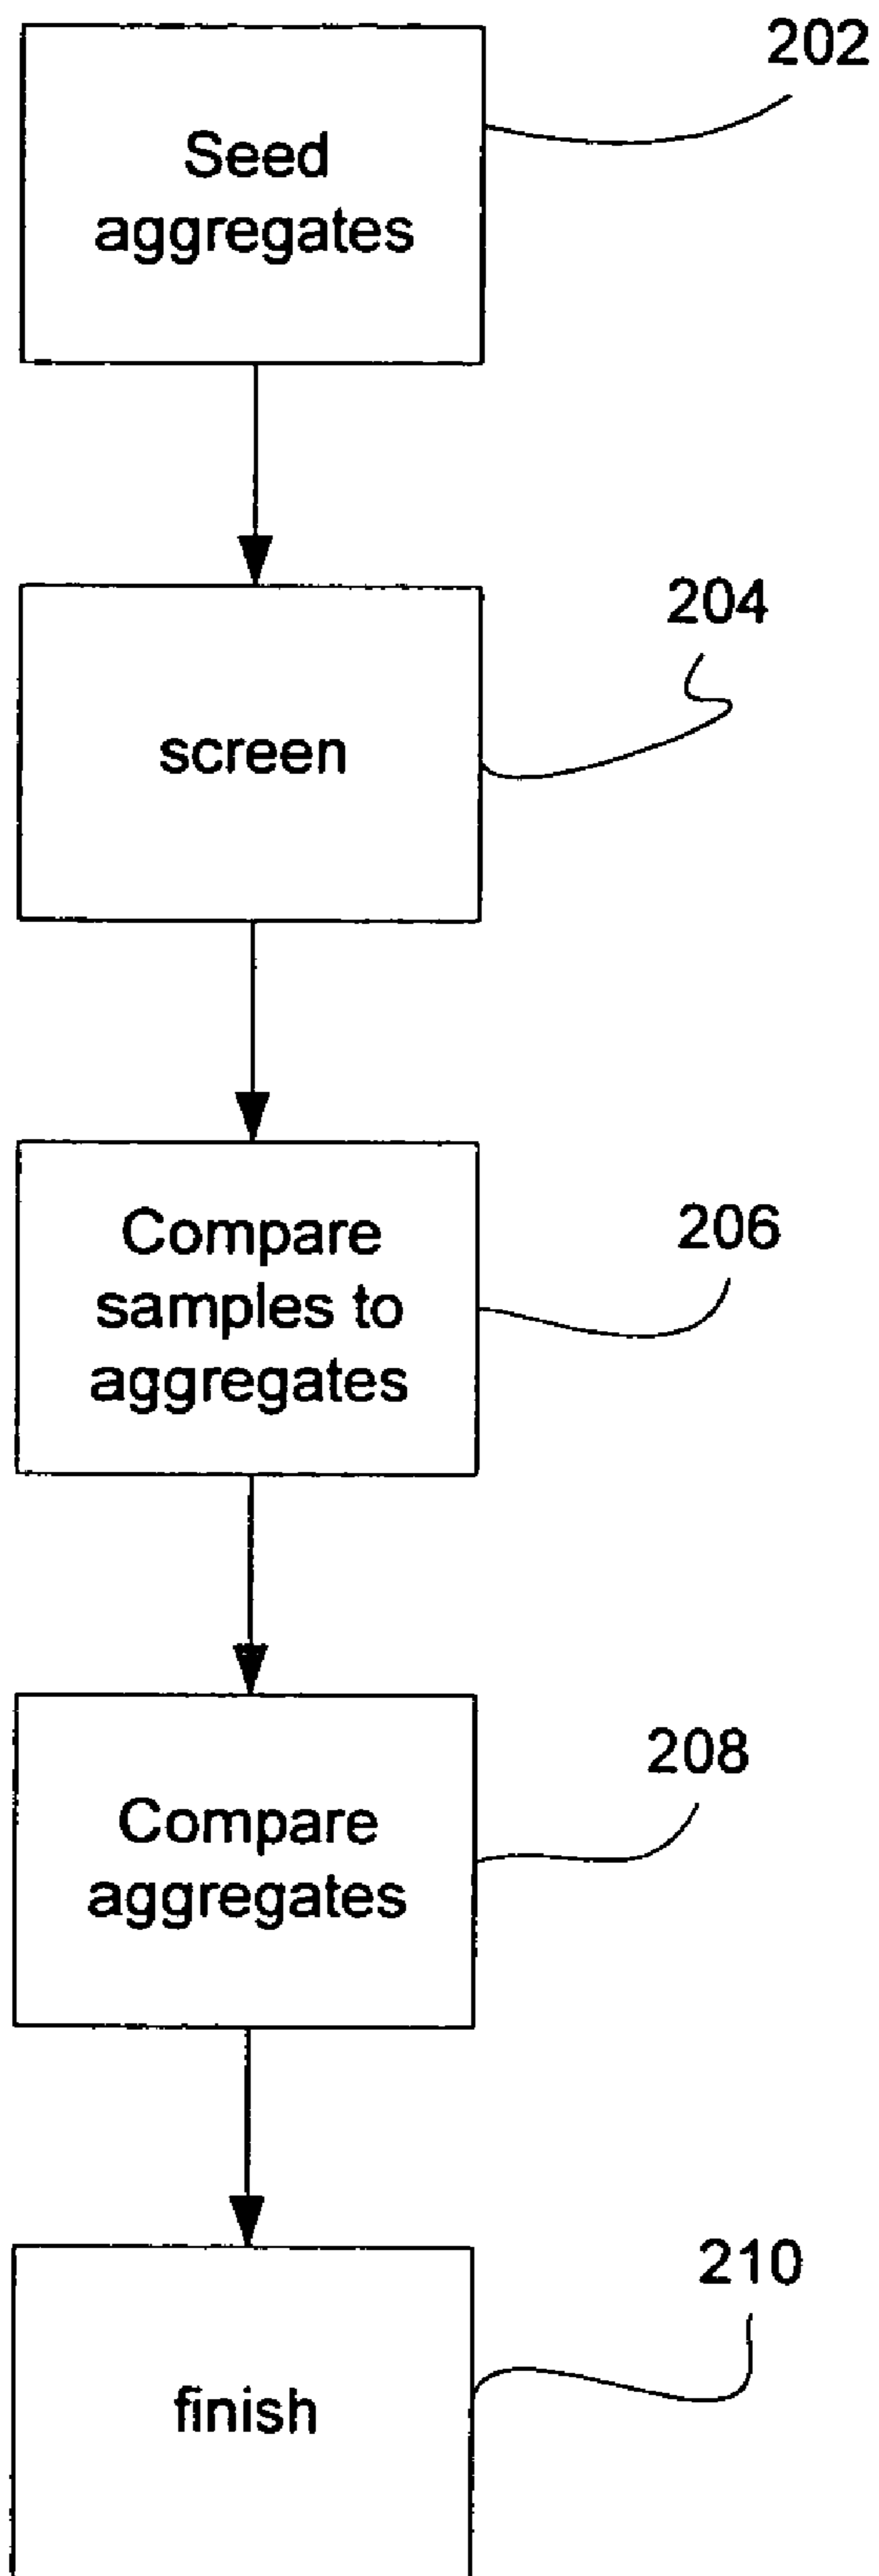 202
Seed
aggregates
204
screen
206
Compare
samples to
aggregates
208
Compare
aggregates
210
finish